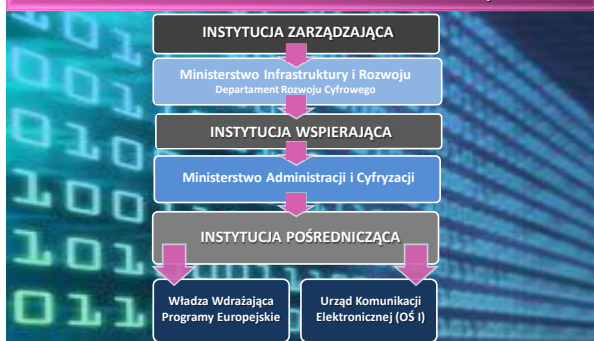 INSTYTUCJA ZARZĄDZAJĄCA
Ministerstwo Infrastruktury i Rozwoju
Departament Rozwoju Cyfrowego
INSTYTUCJA WSPIERAJĄCA
Ministerstwo Administracji i Cyfryzacji
INSTYTUCJA POŚREDNICZĄCA
Władza Wdrażająca
Programy Europejskie
Urząd Komunikacji
Elektronicznej (OŚ I)